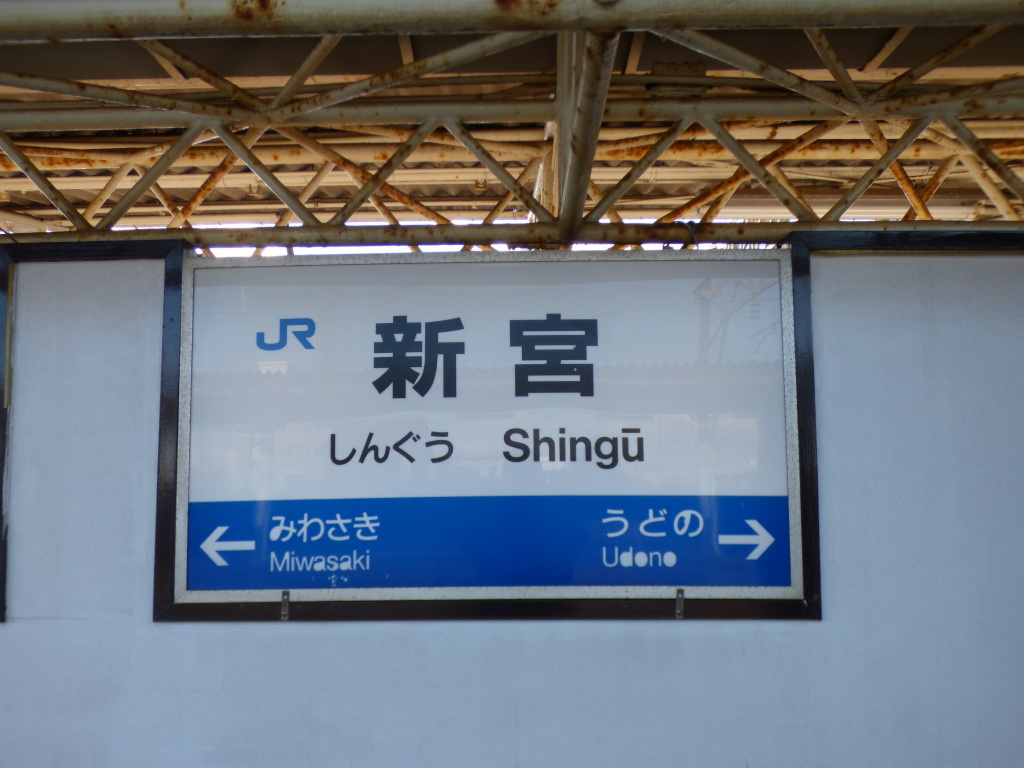 JR 新宮
しんぐう Shingū
← みわさき うどの →
Miwasaki Udono